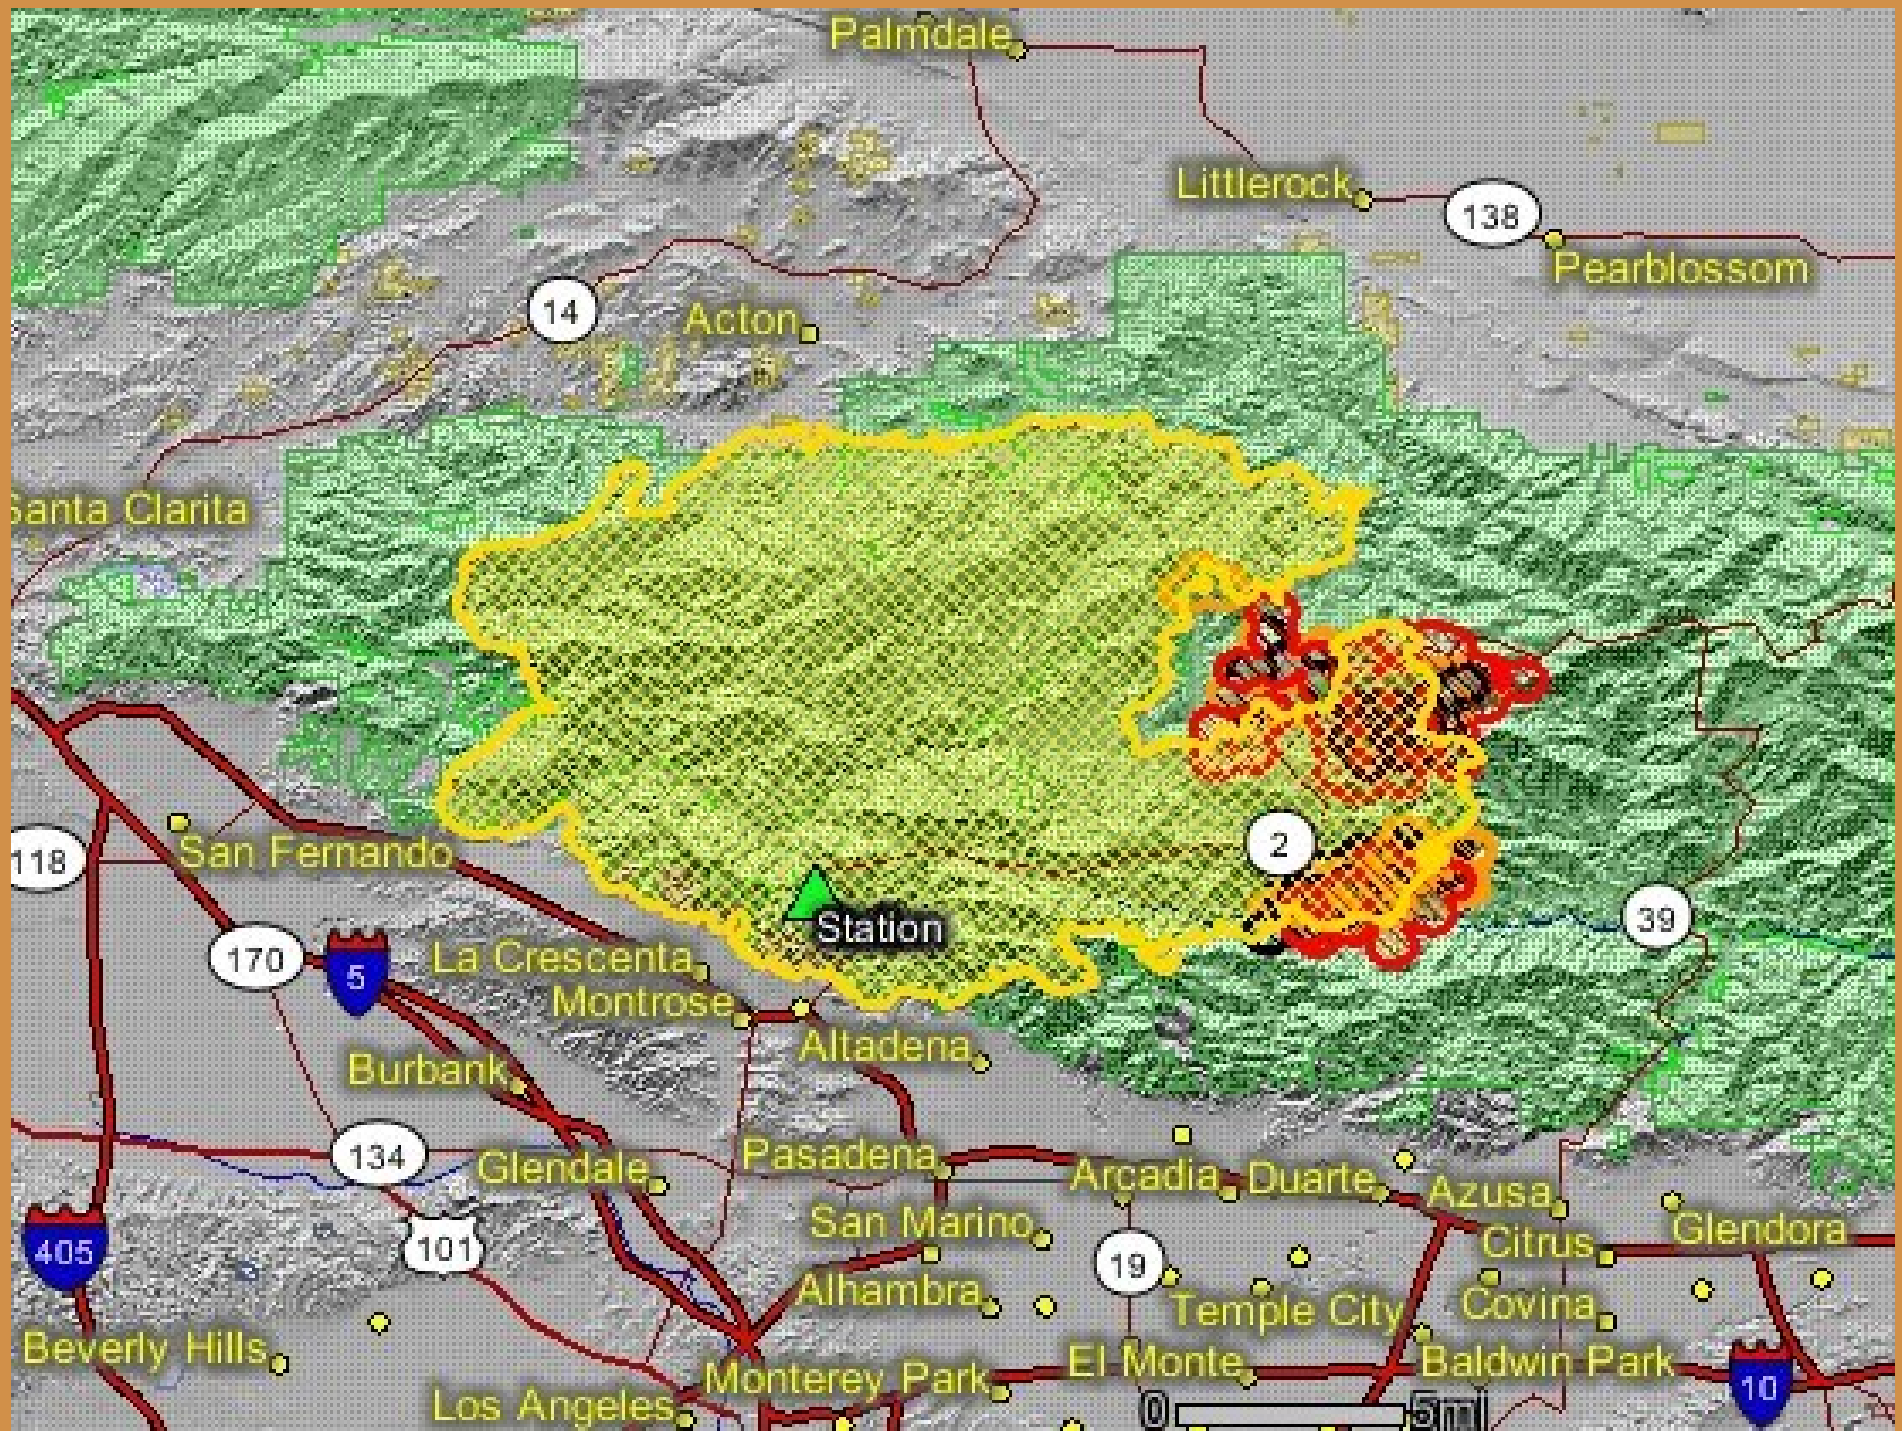 Palmdale
Littlerock
138
Pearblossom
14
Acton
Santa Clarita
2
118
San Fernando
39
Station
170
5
La Crescenta
Montrose
Altadena
Burbank
134
Glendale
Pasadena
Arcadia
Duarte
Azusa
San Marino
Citrus
Glendora
405
101
19
Alhambra
Temple City
Covina
Beverly Hills
Monterey Park
El Monte
Baldwin Park
10
Los Angeles
0
5mi